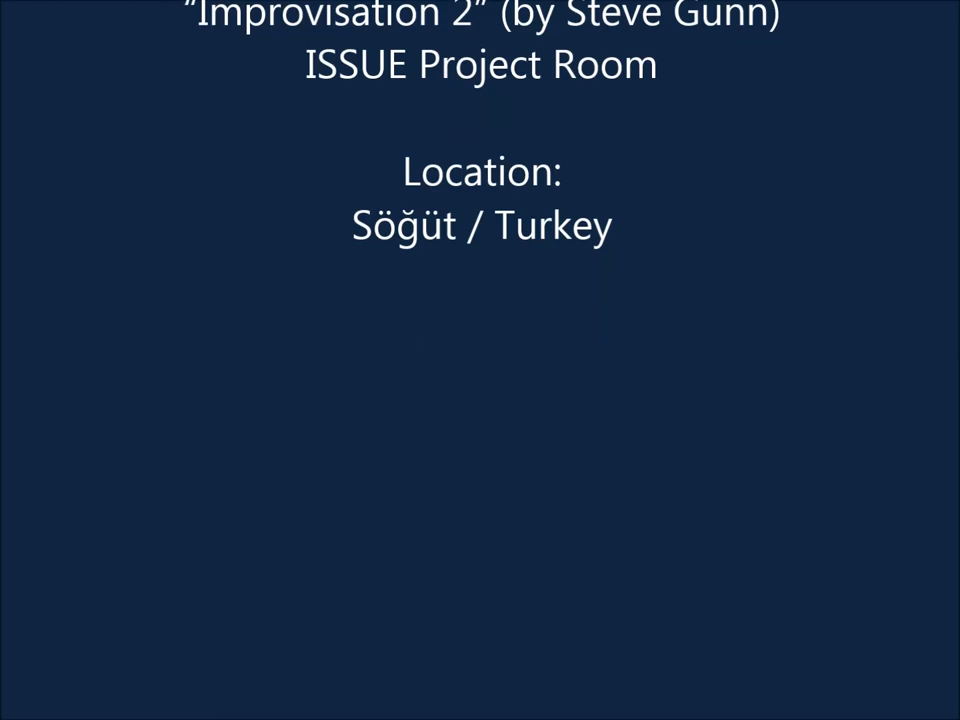 “Improvisation 2” (by Steve Gunn)
ISSUE Project Room
Location:
Söğüt / Turkey